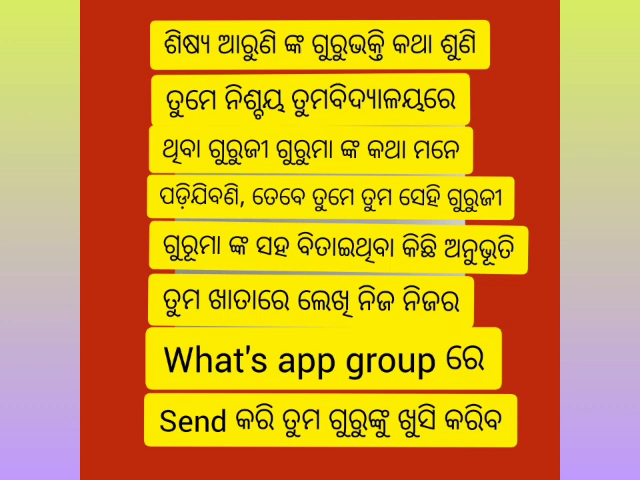 ଶିଷ୍ୟ ଆରୁଣି ଙ୍କ ଗୁରୁଭକ୍ତି କଥା ଶୁଣି
ତୁମେ ନିଶ୍ଚୟ ତୁମବିଦ୍ୟାଳୟରେ
ଥିବା ଗୁରୁଜୀ ଗୁରୁମା ଙ୍କ କଥା ମନେ
ପଡ଼ିଯିବଣି, ତେବେ ତୁମେ ତୁମ ସେହି ଗୁରୁଜୀ
ଗୁରୁମା ଙ୍କ ସହ ବିତାଇଥିବା କିଛି ଅନୁଭୂତି
ତୁମ ଖାତାରେ ଲେଖି ନିଜ ନିଜର
What's app group ରେ
Send କରି ତୁମ ଗୁରୁଙ୍କୁ ଖୁସି କରିବ